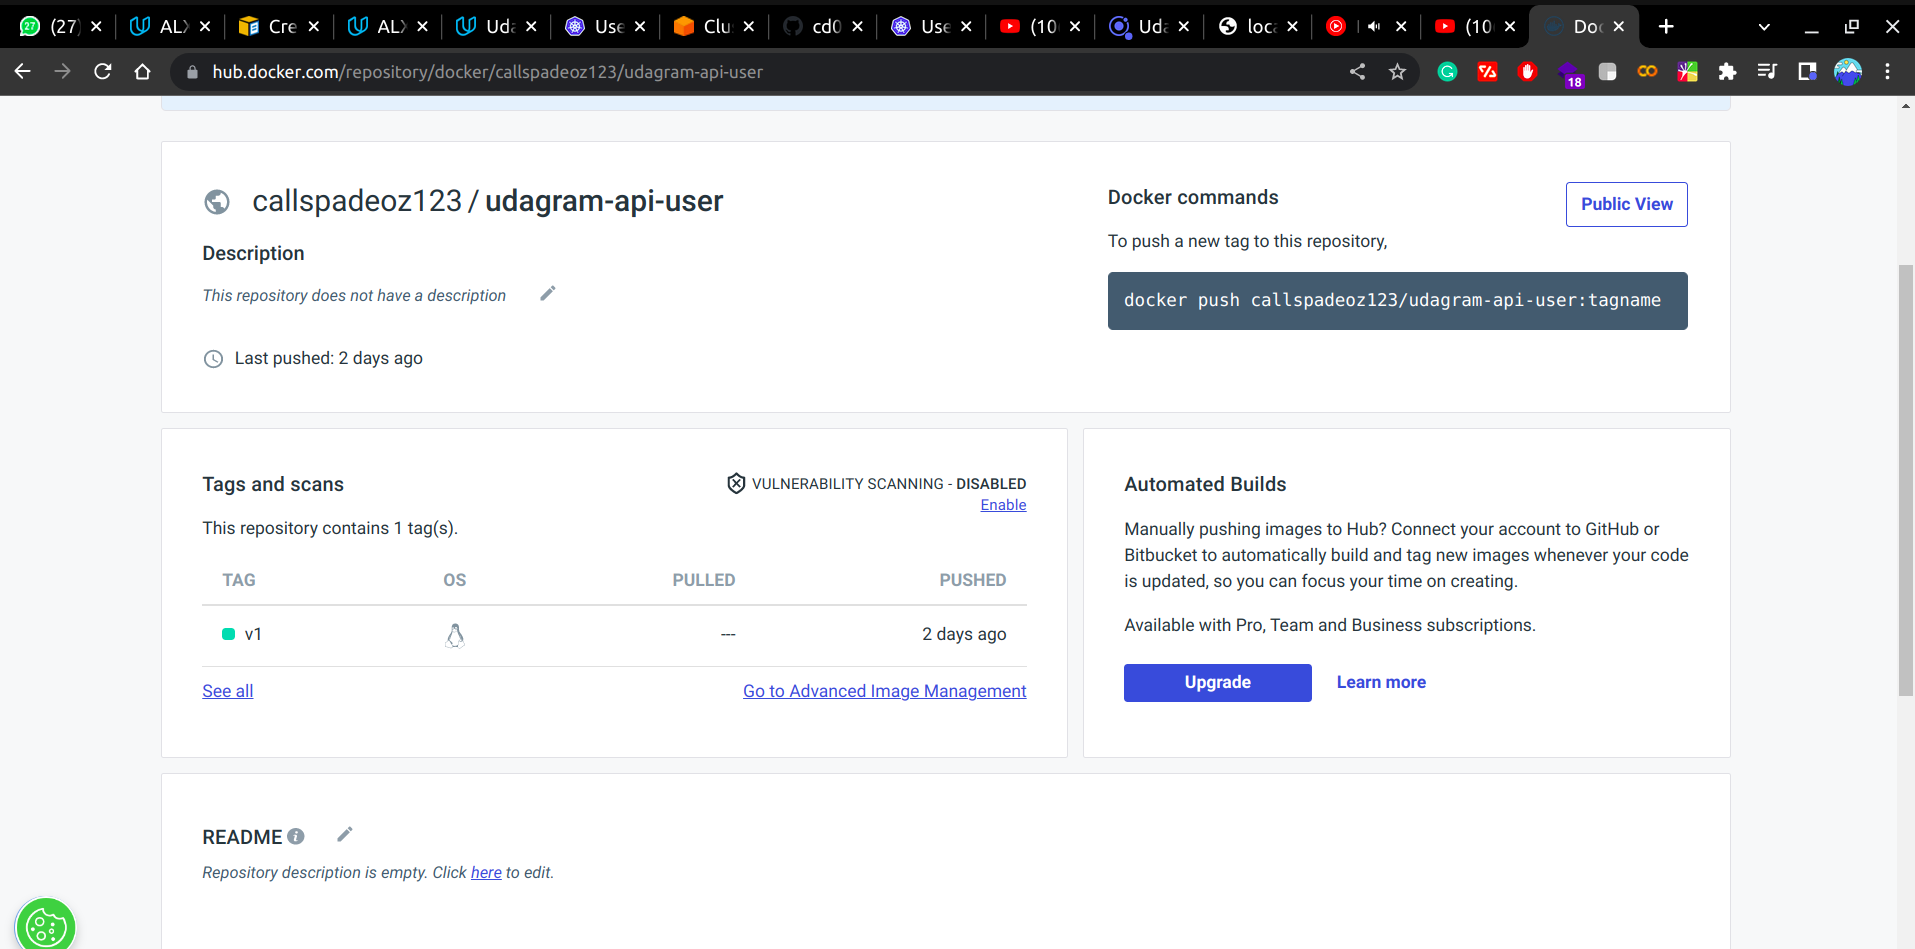 27 (27) ALX Cre ALX Uda Use Clu cd0 Use (10 Uda loca (10 Doc
hub.docker.com/repository/docker/callspadeoz123/udagram-api-user
18
callspadeoz123 / udagram-api-user
Description
This repository does not have a description
Last pushed: 2 days ago
Docker commands
Public View
To push a new tag to this repository,
docker push callspadeoz123/udagram-api-user:tagname
Tags and scans
VULNERABILITY SCANNING - DISABLED
Enable
This repository contains 1 tag(s).
TAG OS PULLED PUSHED
v1 --- 2 days ago
See all
Go to Advanced Image Management
Automated Builds
Manually pushing images to Hub? Connect your account to GitHub or
Bitbucket to automatically build and tag new images whenever your code
is updated, so you can focus your time on creating.
Available with Pro, Team and Business subscriptions.
Upgrade
Learn more
README
Repository description is empty. Click here to edit.